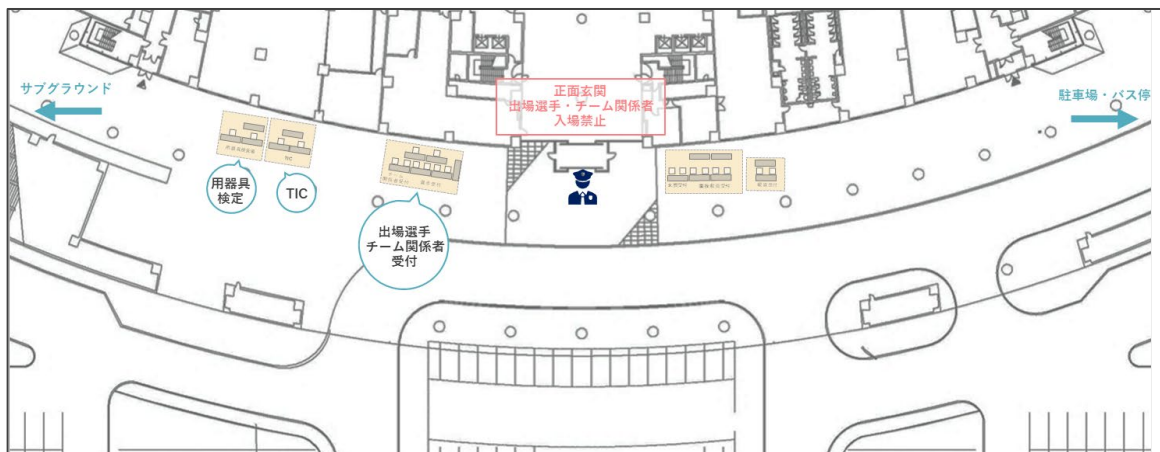 サブグラウンド
正面玄関
出場選手・チーム関係者
入場禁止
駐車場・バス停
TIC
用器具
検定
TIC
出場選手
チーム関係者
受付